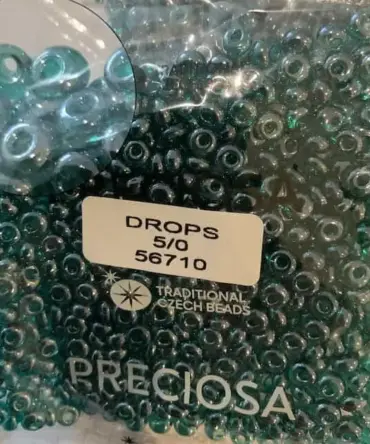 DROPS
5/0
56710
TRADITIONAL
CZECH BEADS
PRECIOSA